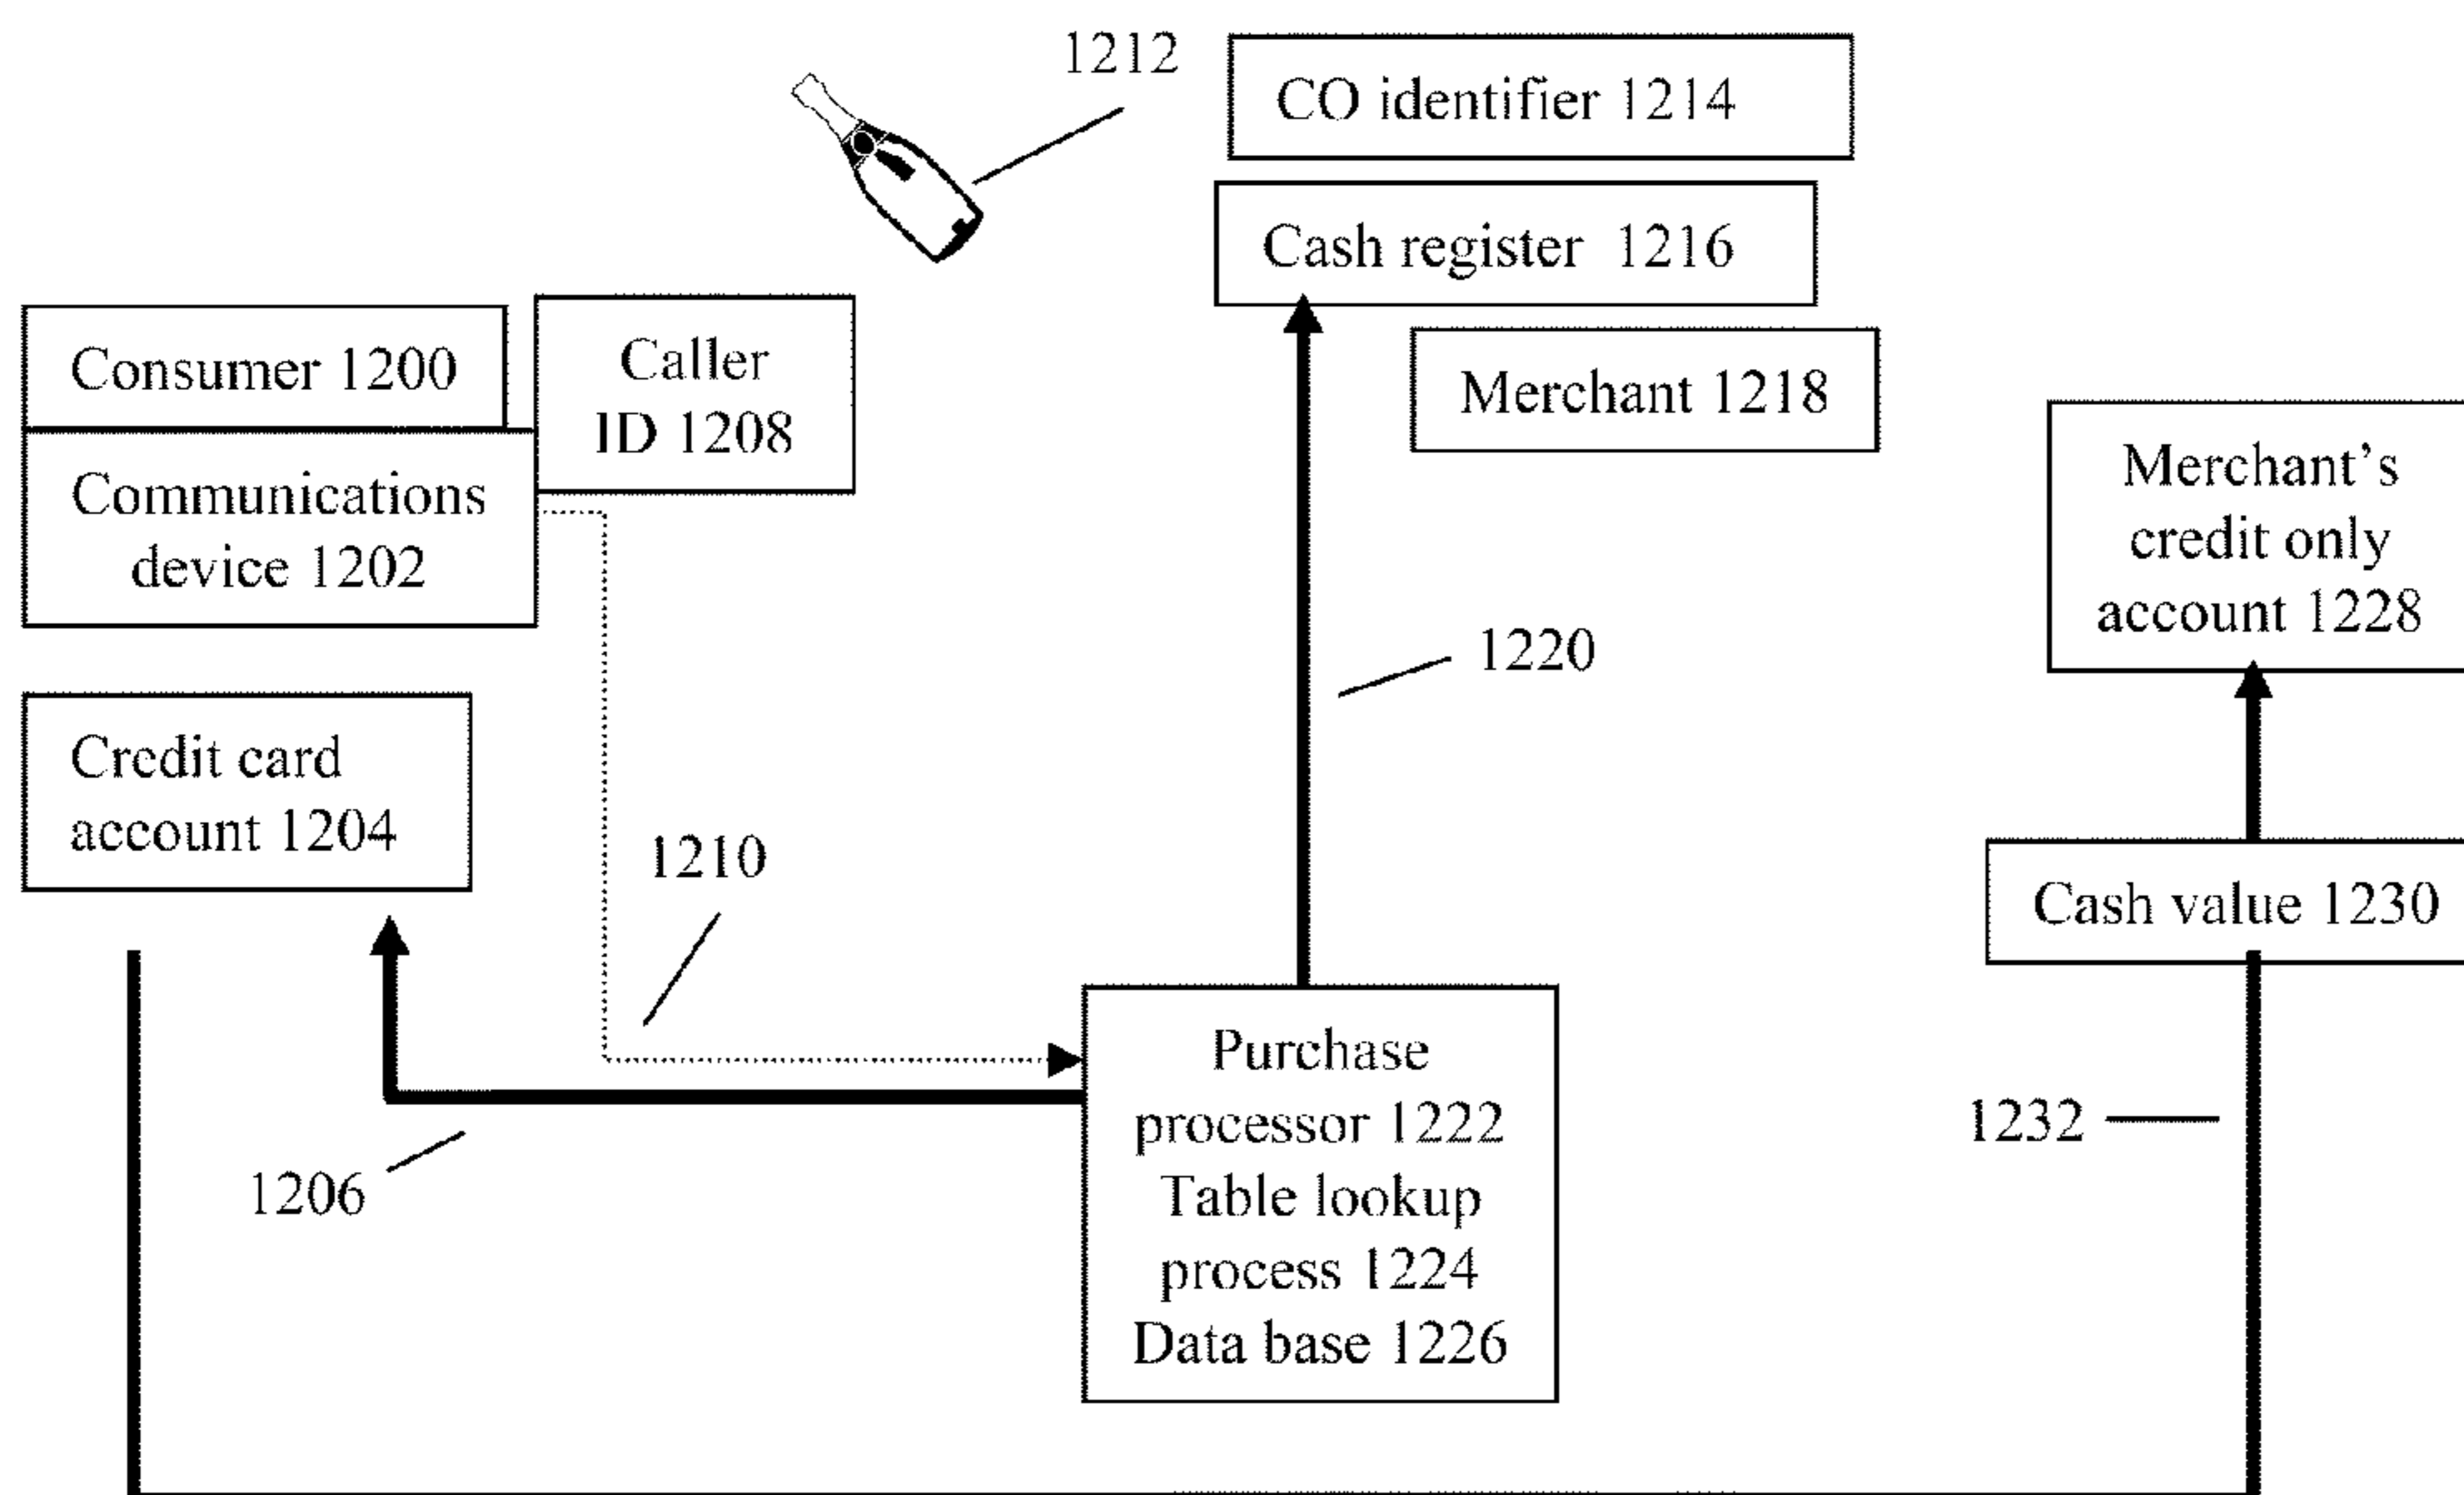 1212
CO identifier 1214
Cash register 1216
Consumer 1200
Caller
ID 1208
Merchant 1218
Communications
device 1202
Merchant's
credit only
account 1228
1220
Credit card
account 1204
1210
Cash value 1230
Purchase
processor 1222
Table lookup
process 1224
Data base 1226
1206
1232